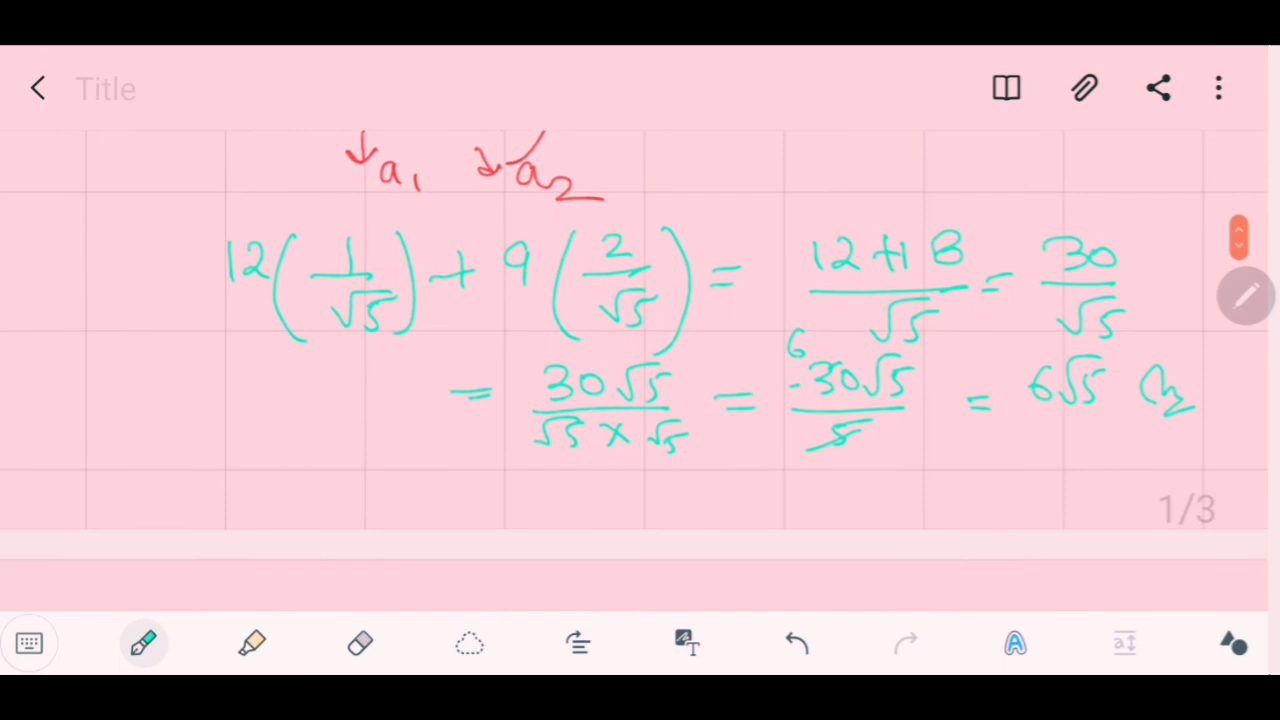 Title
↓a₁ ↓a₂
12(1/√5) + 9(2/√5) = 12+18/√5 = 30/√5
= 30√5/√5 × √5 = 6 30√5/5 = 6√5
1/3
T
A
a